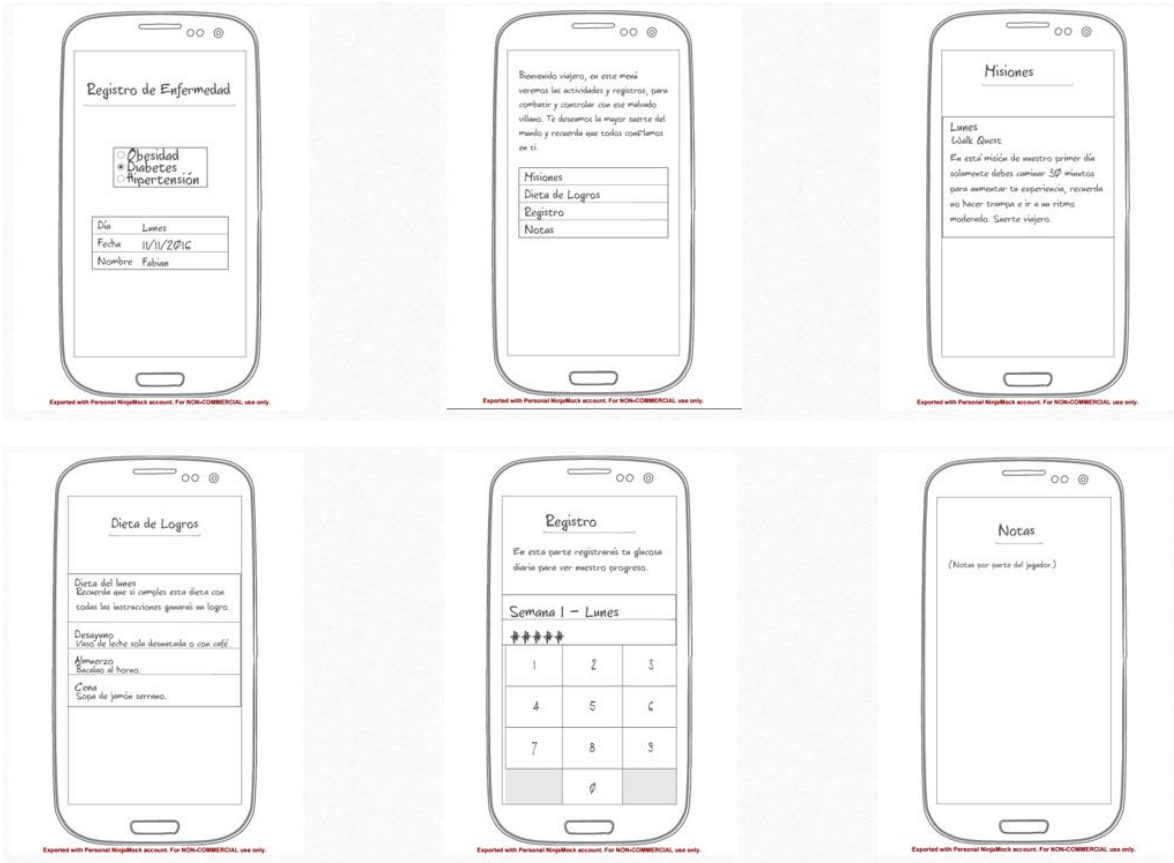 Registro de Enfermedad
Obesidad
Diabetes
Hipertensión
Día Lunes
Fecha 11/11/2016
Nombre Fabian
Exported with Personal NinjaMock account. For NON-COMMERCIAL use only.
Bienvenido viajero, en este menú
veremos las actividades y registros, para
combatir y controlar con ese malvado
villano. Te deseamos la mayor suerte del
mundo y recuerda que todos confiamos
en ti.
Misiones
Dieta de Logros
Registro
Notas
Exported with Personal NinjaMock account. For NON-COMMERCIAL use only.
Misiones
Lunes
Walk Quest
En está misión de nuestro primer día
solamente debes caminar 30 minutos
para aumentar tu experiencia, recuerda
no hacer trampa e ir a un ritmo
moderado. Suerte viajero.
Exported with Personal NinjaMock account. For NON-COMMERCIAL use only.
Dieta de Logros
Dieta del lunes
Recuerda que si cumples esta dieta con
todas las instrucciones ganarás un logro.
Desayuno
Vaso de leche sola desnatada o con café.
Almuerzo
Bacalao al horno.
Cena
Sopa de jamón serrano.
Exported with Personal NinjaMock account. For NON-COMMERCIAL use only.
Registro
En esta parte registrarás tu glucosa
diaria para ver nuestro progreso.
Semana 1 - Lunes
#####
1 2 3
4 5 6
7 8 9
0
Exported with Personal NinjaMock account. For NON-COMMERCIAL use only.
Notas
(Notas por parte del jugador.)
Exported with Personal NinjaMock account. For NON-COMMERCIAL use only.